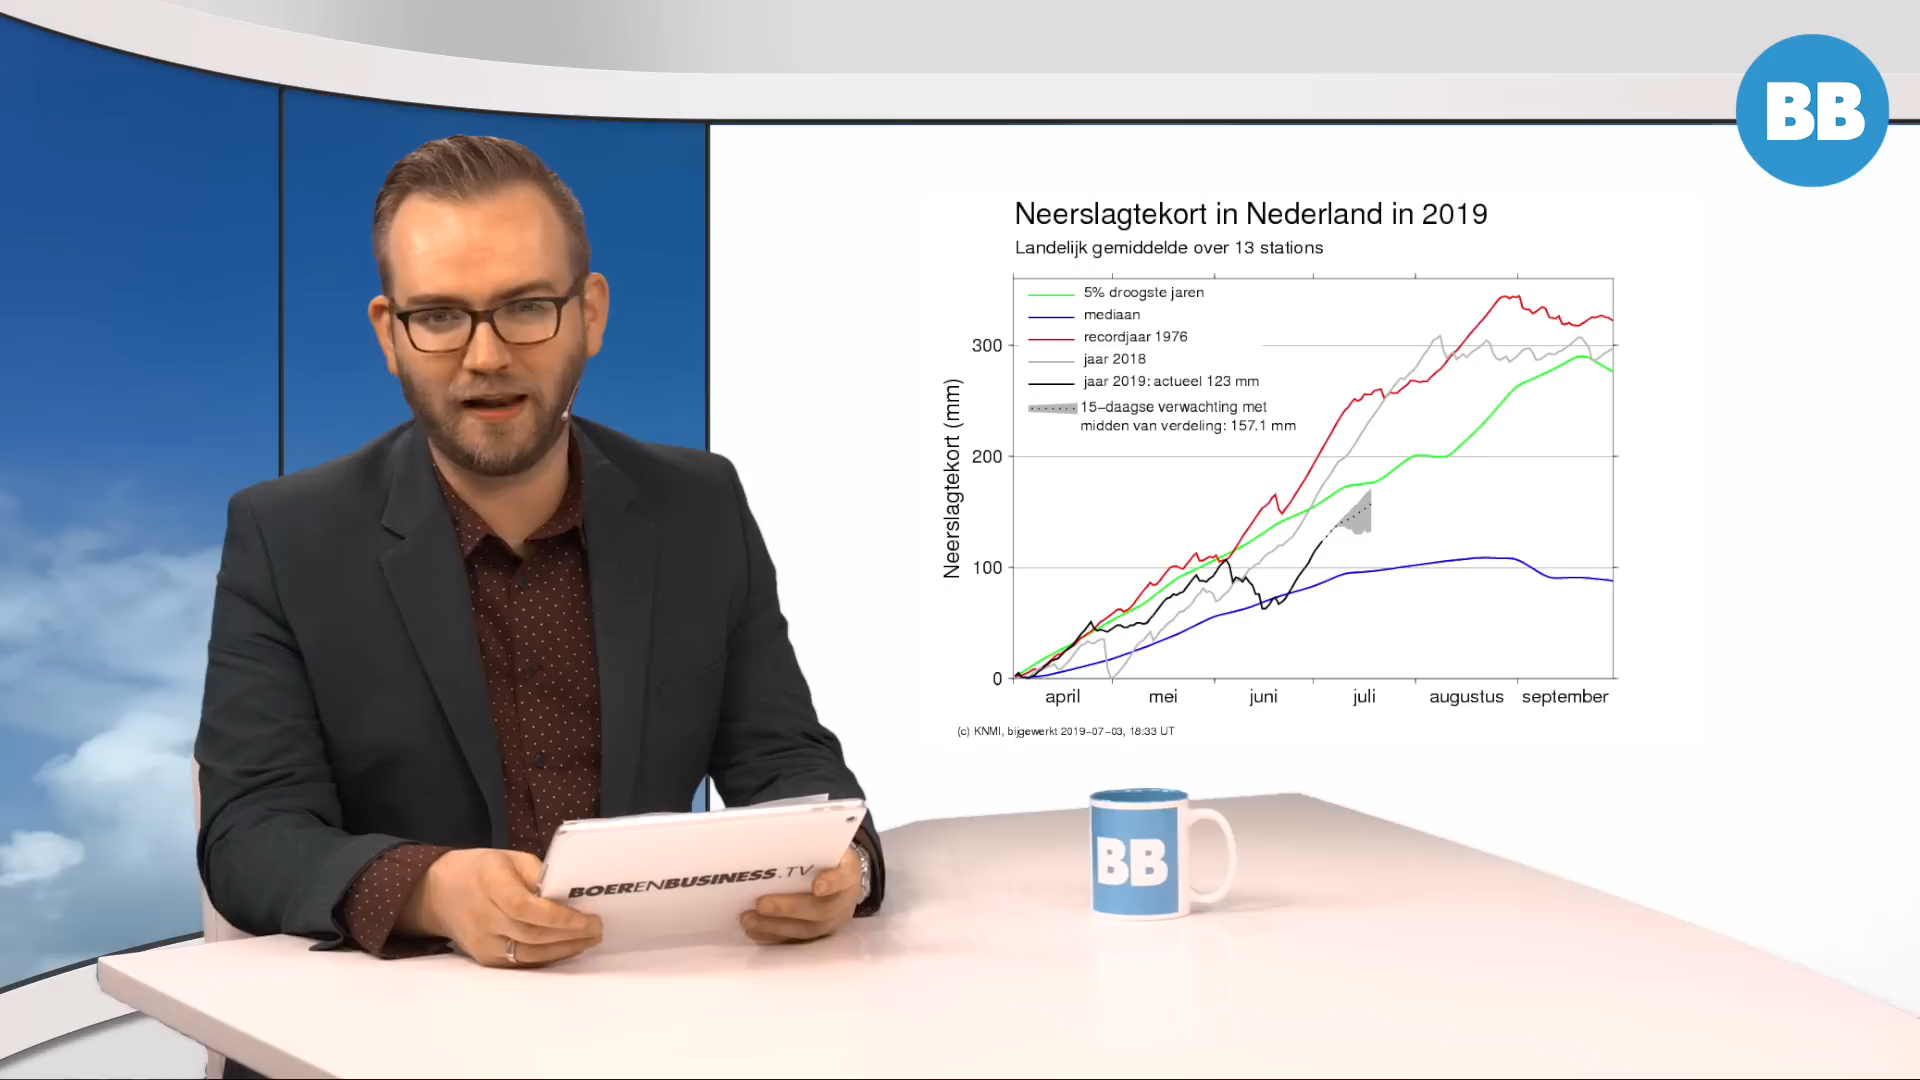 BB
Neerslagtekort in Nederland in 2019
Landelijk gemiddelde over 13 stations
5% droogste jaren
mediaan
recordjaar 1976
jaar 2018
jaar 2019: actueel 123 mm
15-daagse verwachting met
midden van verdeling: 157.1 mm
Neerslagtekort (mm)
300
200
100
0
april mei juni juli augustus september
(c) KNMI, bijgewerkt 2019-07-03, 18:33 UT
BB
BOERENBUSINESS.TV